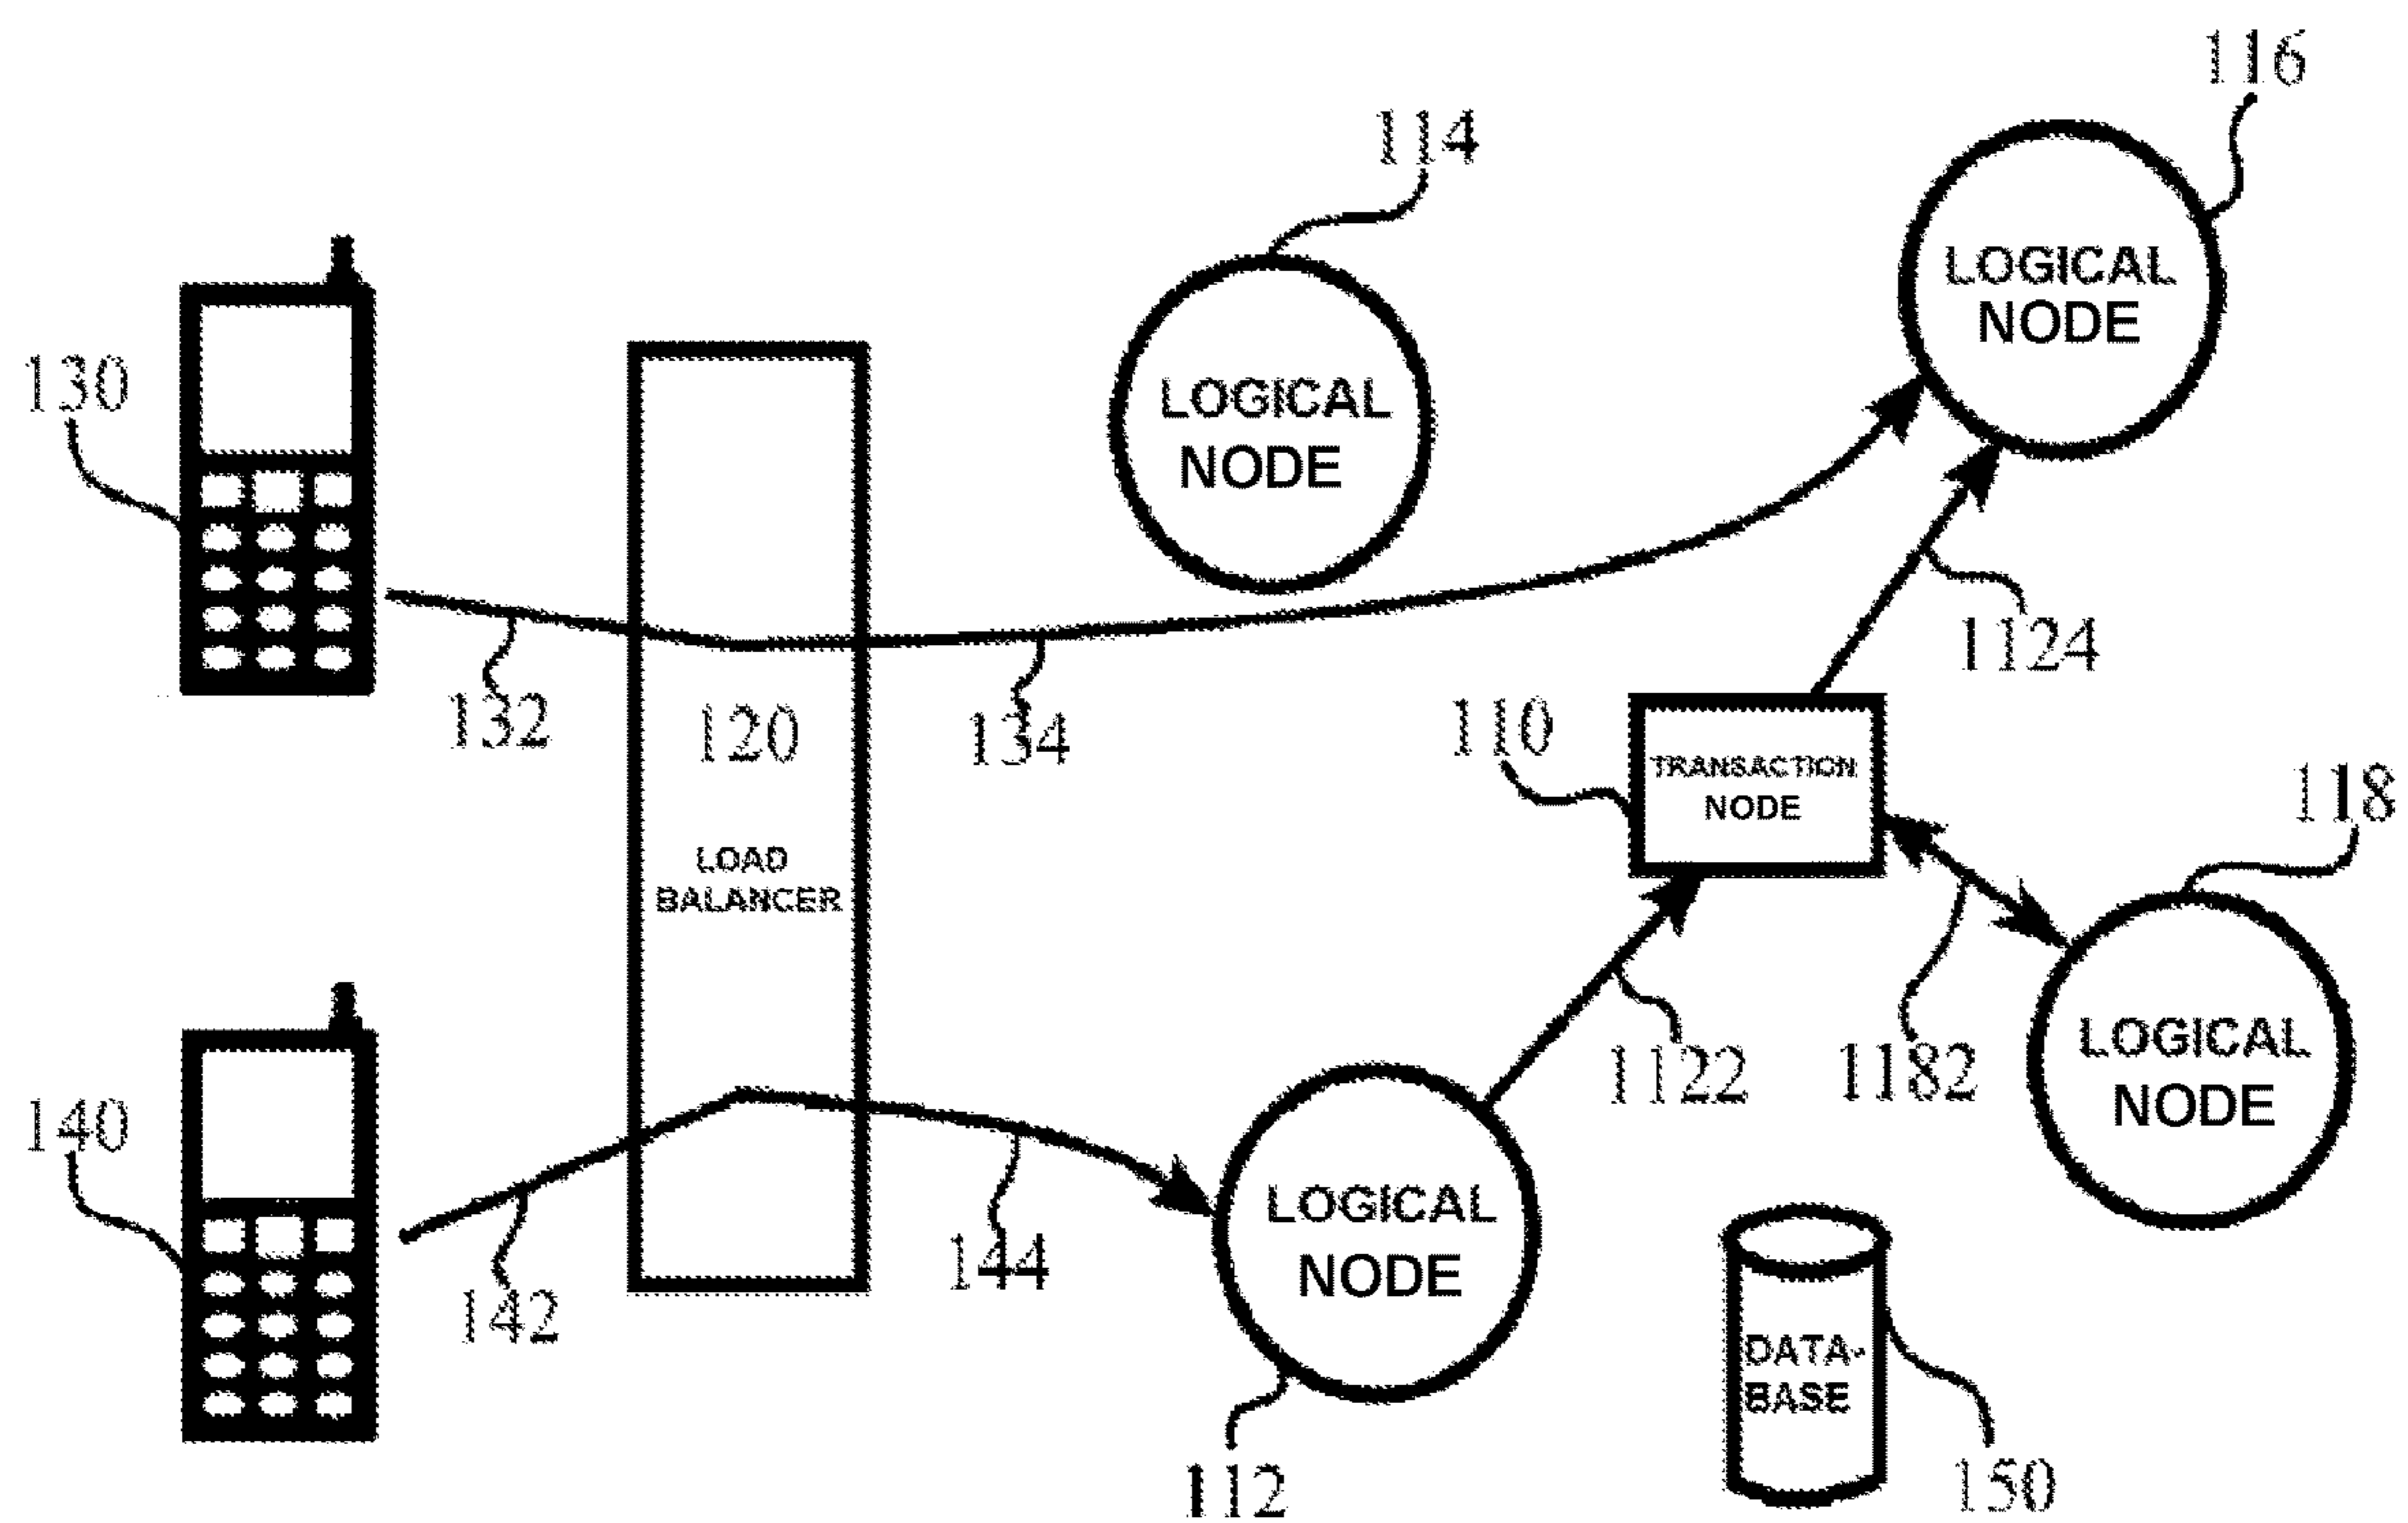 116
114
LOGICAL
NODE
130
LOGICAL
NODE
1124
132
120
134
110
TRANSACTION
NODE
118
LOAD
BALANCER
1122
1182
LOGICAL
NODE
140
144
LOGICAL
NODE
142
DATA-
BASE
112
150